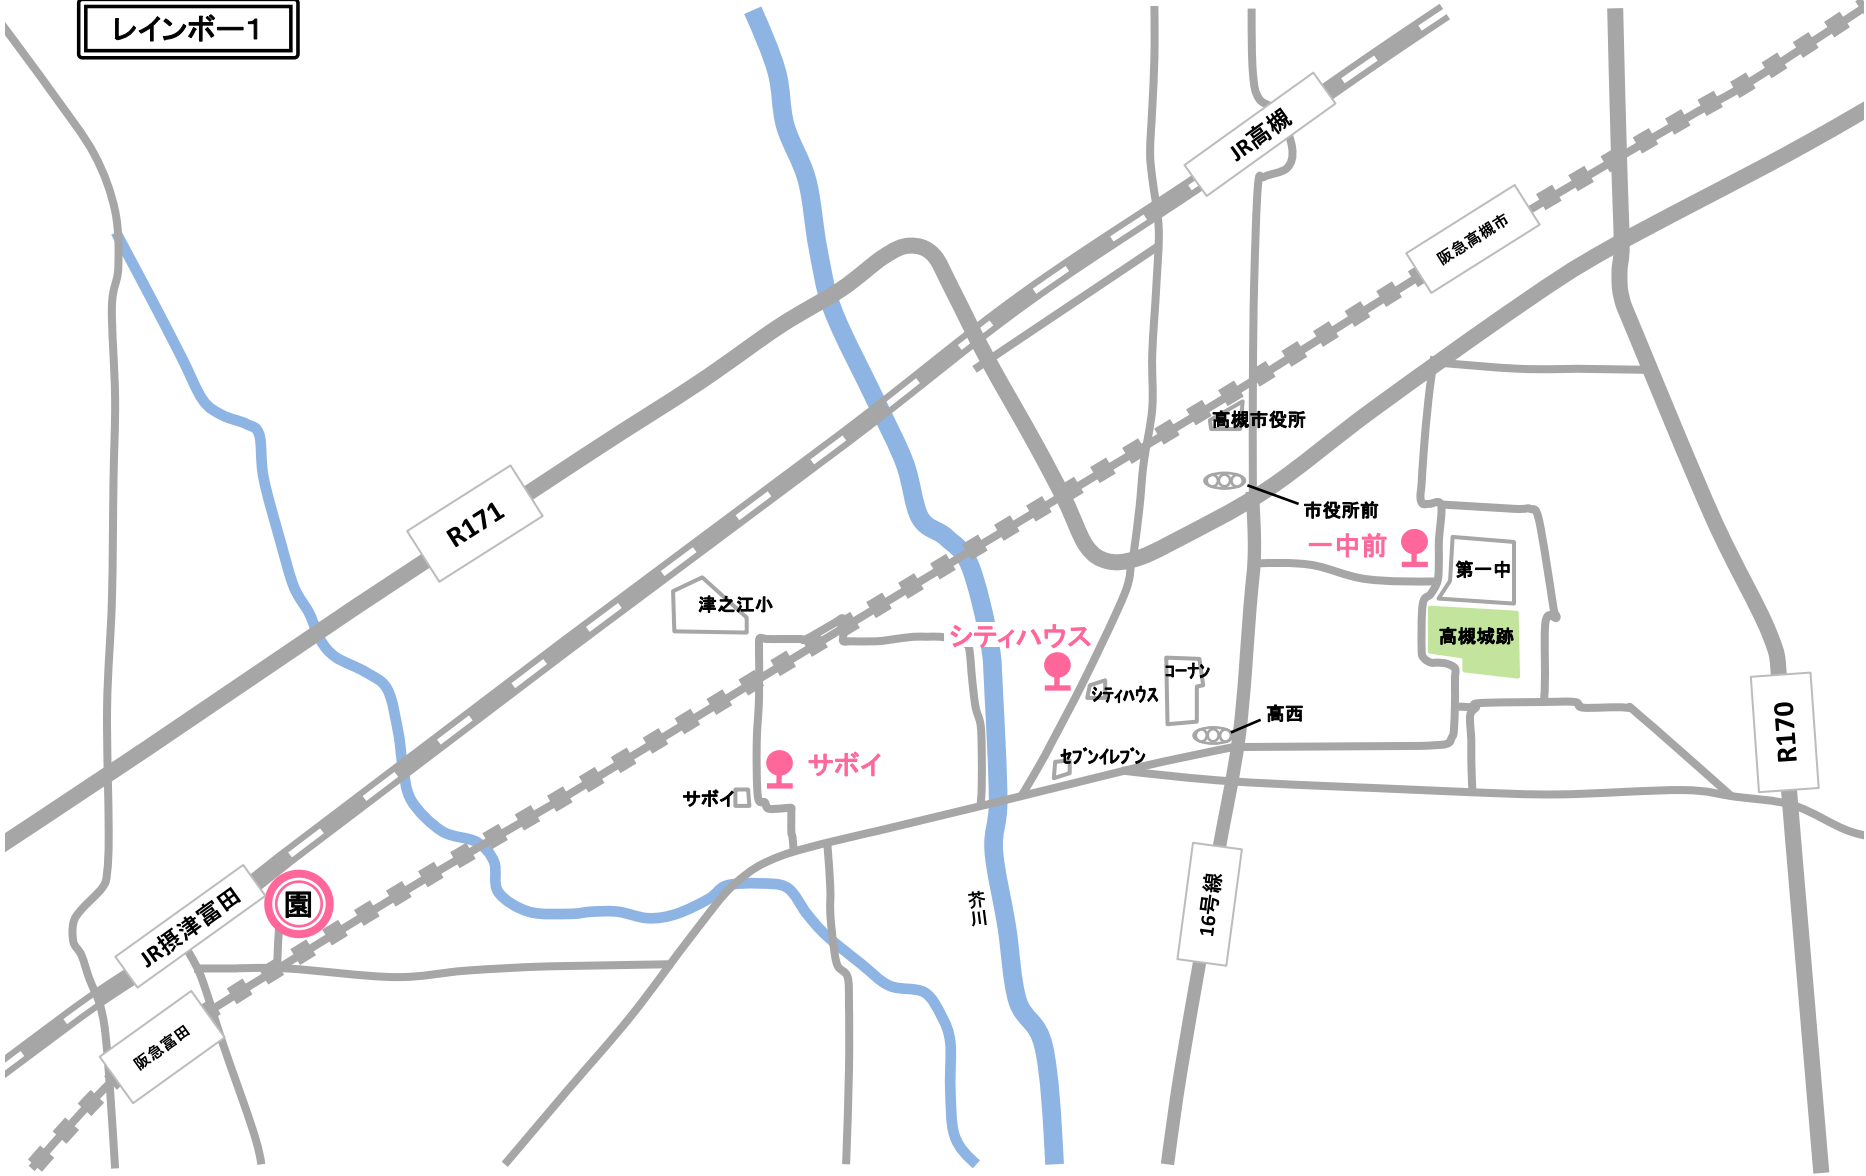 レインボー1
JR高槻
阪急高槻市
高槻市役所
市役所前
R171
一中前
第一中
津之江小
シティハウス
高槻城跡
コーナン
シティハウス
高西
R170
セブンイレブン
サボイ
サボイ
園
芥川
16号線
JR摂津富田
阪急富田